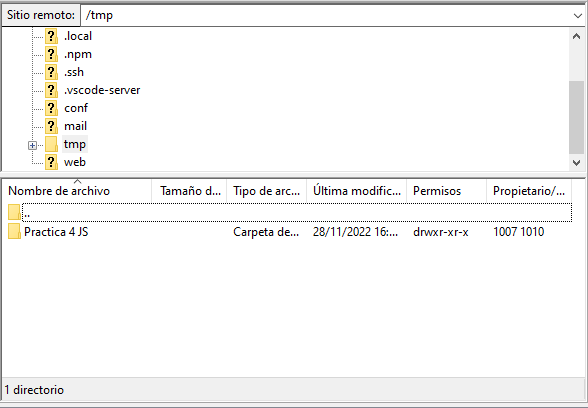 Sitio remoto: /tmp
.local
.npm
.ssh
.vscode-server
conf
mail
tmp
web
Nombre de archivo Tamaño d... Tipo de arc... Última modific... Permisos Propietario/...
..
Practica 4 JS Carpeta de... 28/11/2022 16:... drwxr-xr-x 1007 1010
1 directorio